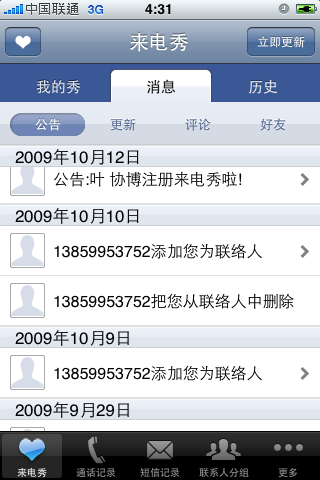 中国联通 3G 4:31
来电秀 立即更新
我的秀 消息 历史
公告 更新 评论 好友
2009年10月12日
公告:叶 协博注册来电秀啦!
2009年10月10日
13859953752添加您为联络人
13859953752把您从联络人中删除
2009年10月9日
13859953752添加您为联络人
2009年9月29日
来电秀 通话记录 短信记录 联系人分组 更多